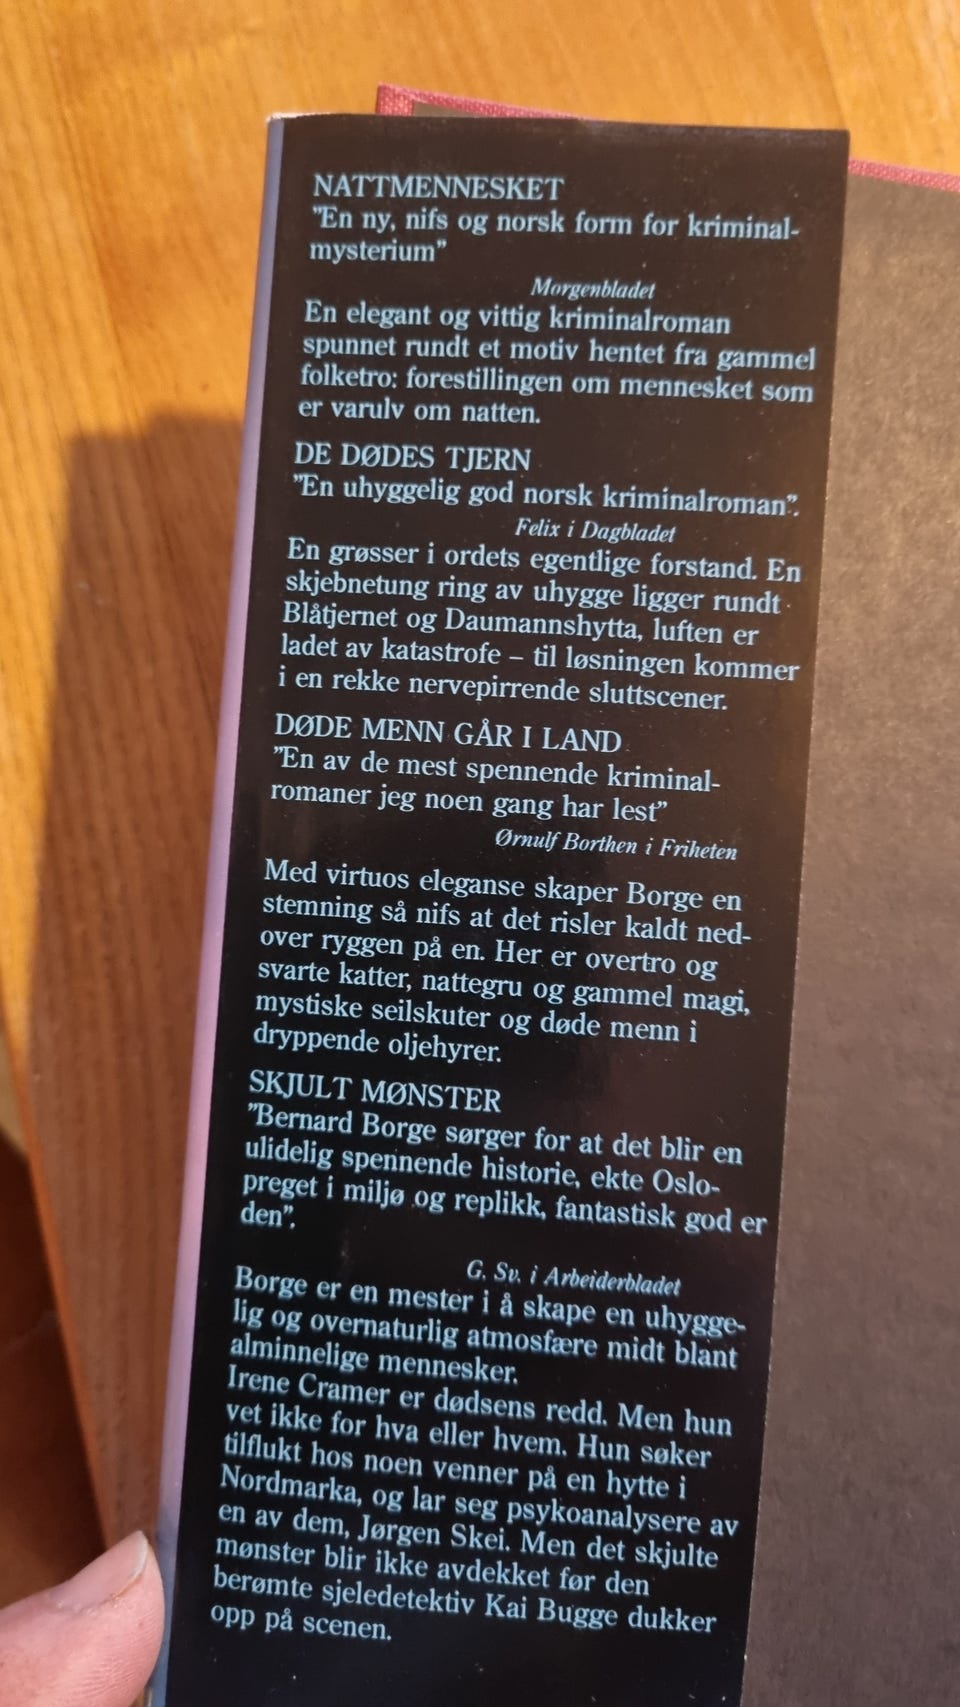 NATTMENNESKET
"En ny, nifs og norsk form for kriminal-
mysterium"
Morgenbladet
En elegant og vittig kriminalroman
spunnet rundt et motiv hentet fra gammel
folketro: forestillingen om mennesket som
er varulv om natten.
DE DØDES TJERN
"En uhyggelig god norsk kriminalroman".
Felix i Dagbladet
En grøsser i ordets egentlige forstand. En
skjebnetung ring av uhygge ligger rundt
Blåtjernet og Daumannshytta, luften er
ladet av katastrofe – til løsningen kommer
i en rekke nervepirrende sluttscener.
DØDE MENN GÅR I LAND
"En av de mest spennende kriminal-
romaner jeg noen gang har lest"
Ørnulf Borthen i Friheten
Med virtuos eleganse skaper Borge en
stemning så nifs at det risler kaldt ned-
over ryggen på en. Her er overtro og
svarte katter, nattegru og gammel magi,
mystiske seilskuter og døde menn i
dryppende oljehyrer.
SKJULT MØNSTER
"Bernard Borge sørger for at det blir en
ulidelig spennende historie, ekte Oslo-
preget i miljø og replikk, fantastisk god er
den".
G. Sv. i Arbeiderbladet
Borge er en mester i å skape en uhygge-
lig og overnaturlig atmosfære midt blant
alminnelige mennesker.
Irene Cramer er dødsens redd. Men hun
vet ikke for hva eller hvem. Hun søker
tilflukt hos noen venner på en hytte i
Nordmarka, og lar seg psykoanalysere av
en av dem, Jørgen Skei. Men det skjulte
mønster blir ikke avdekket før den
berømte sjeledetektiv Kai Bugge dukker
opp på scenen.